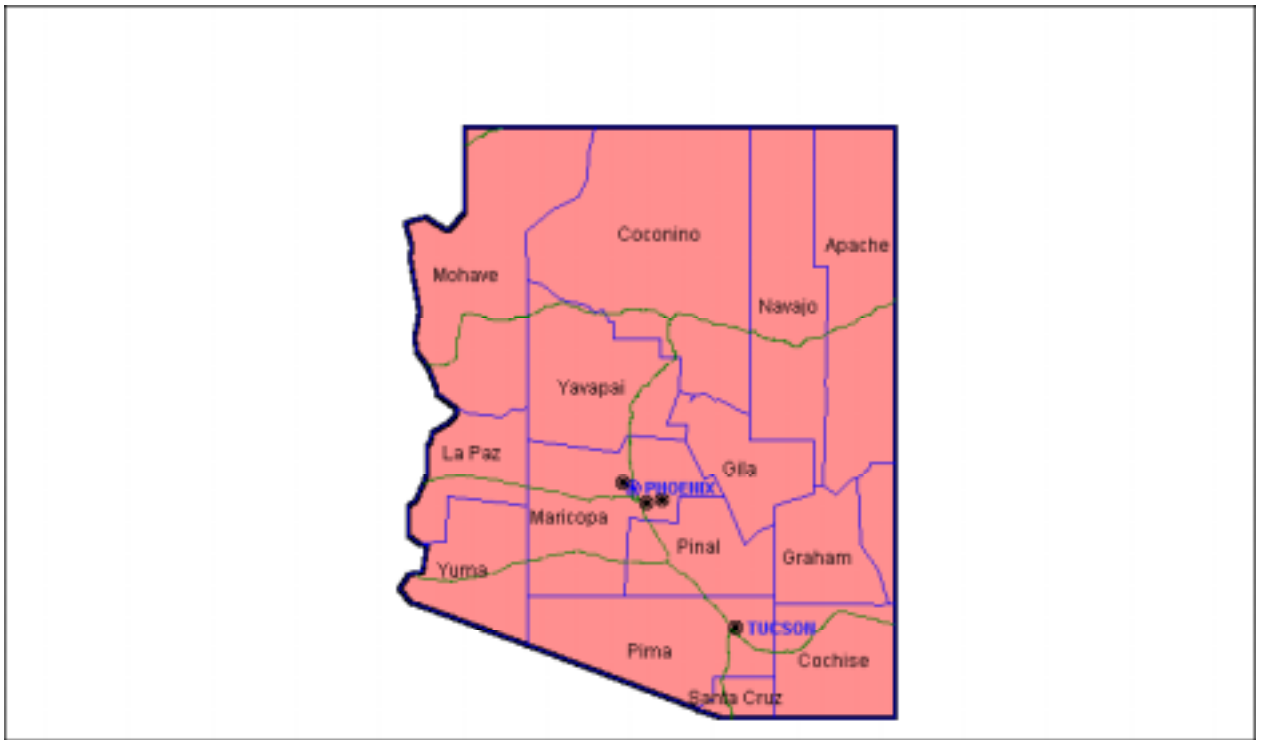 Coconino
Apache
Mohave
Navajo
Yavapai
La Paz
Gila
PHOENIX
Maricopa
Pinal
Graham
Yuma
TUCSON
Pima
Cochise
Santa Cruz